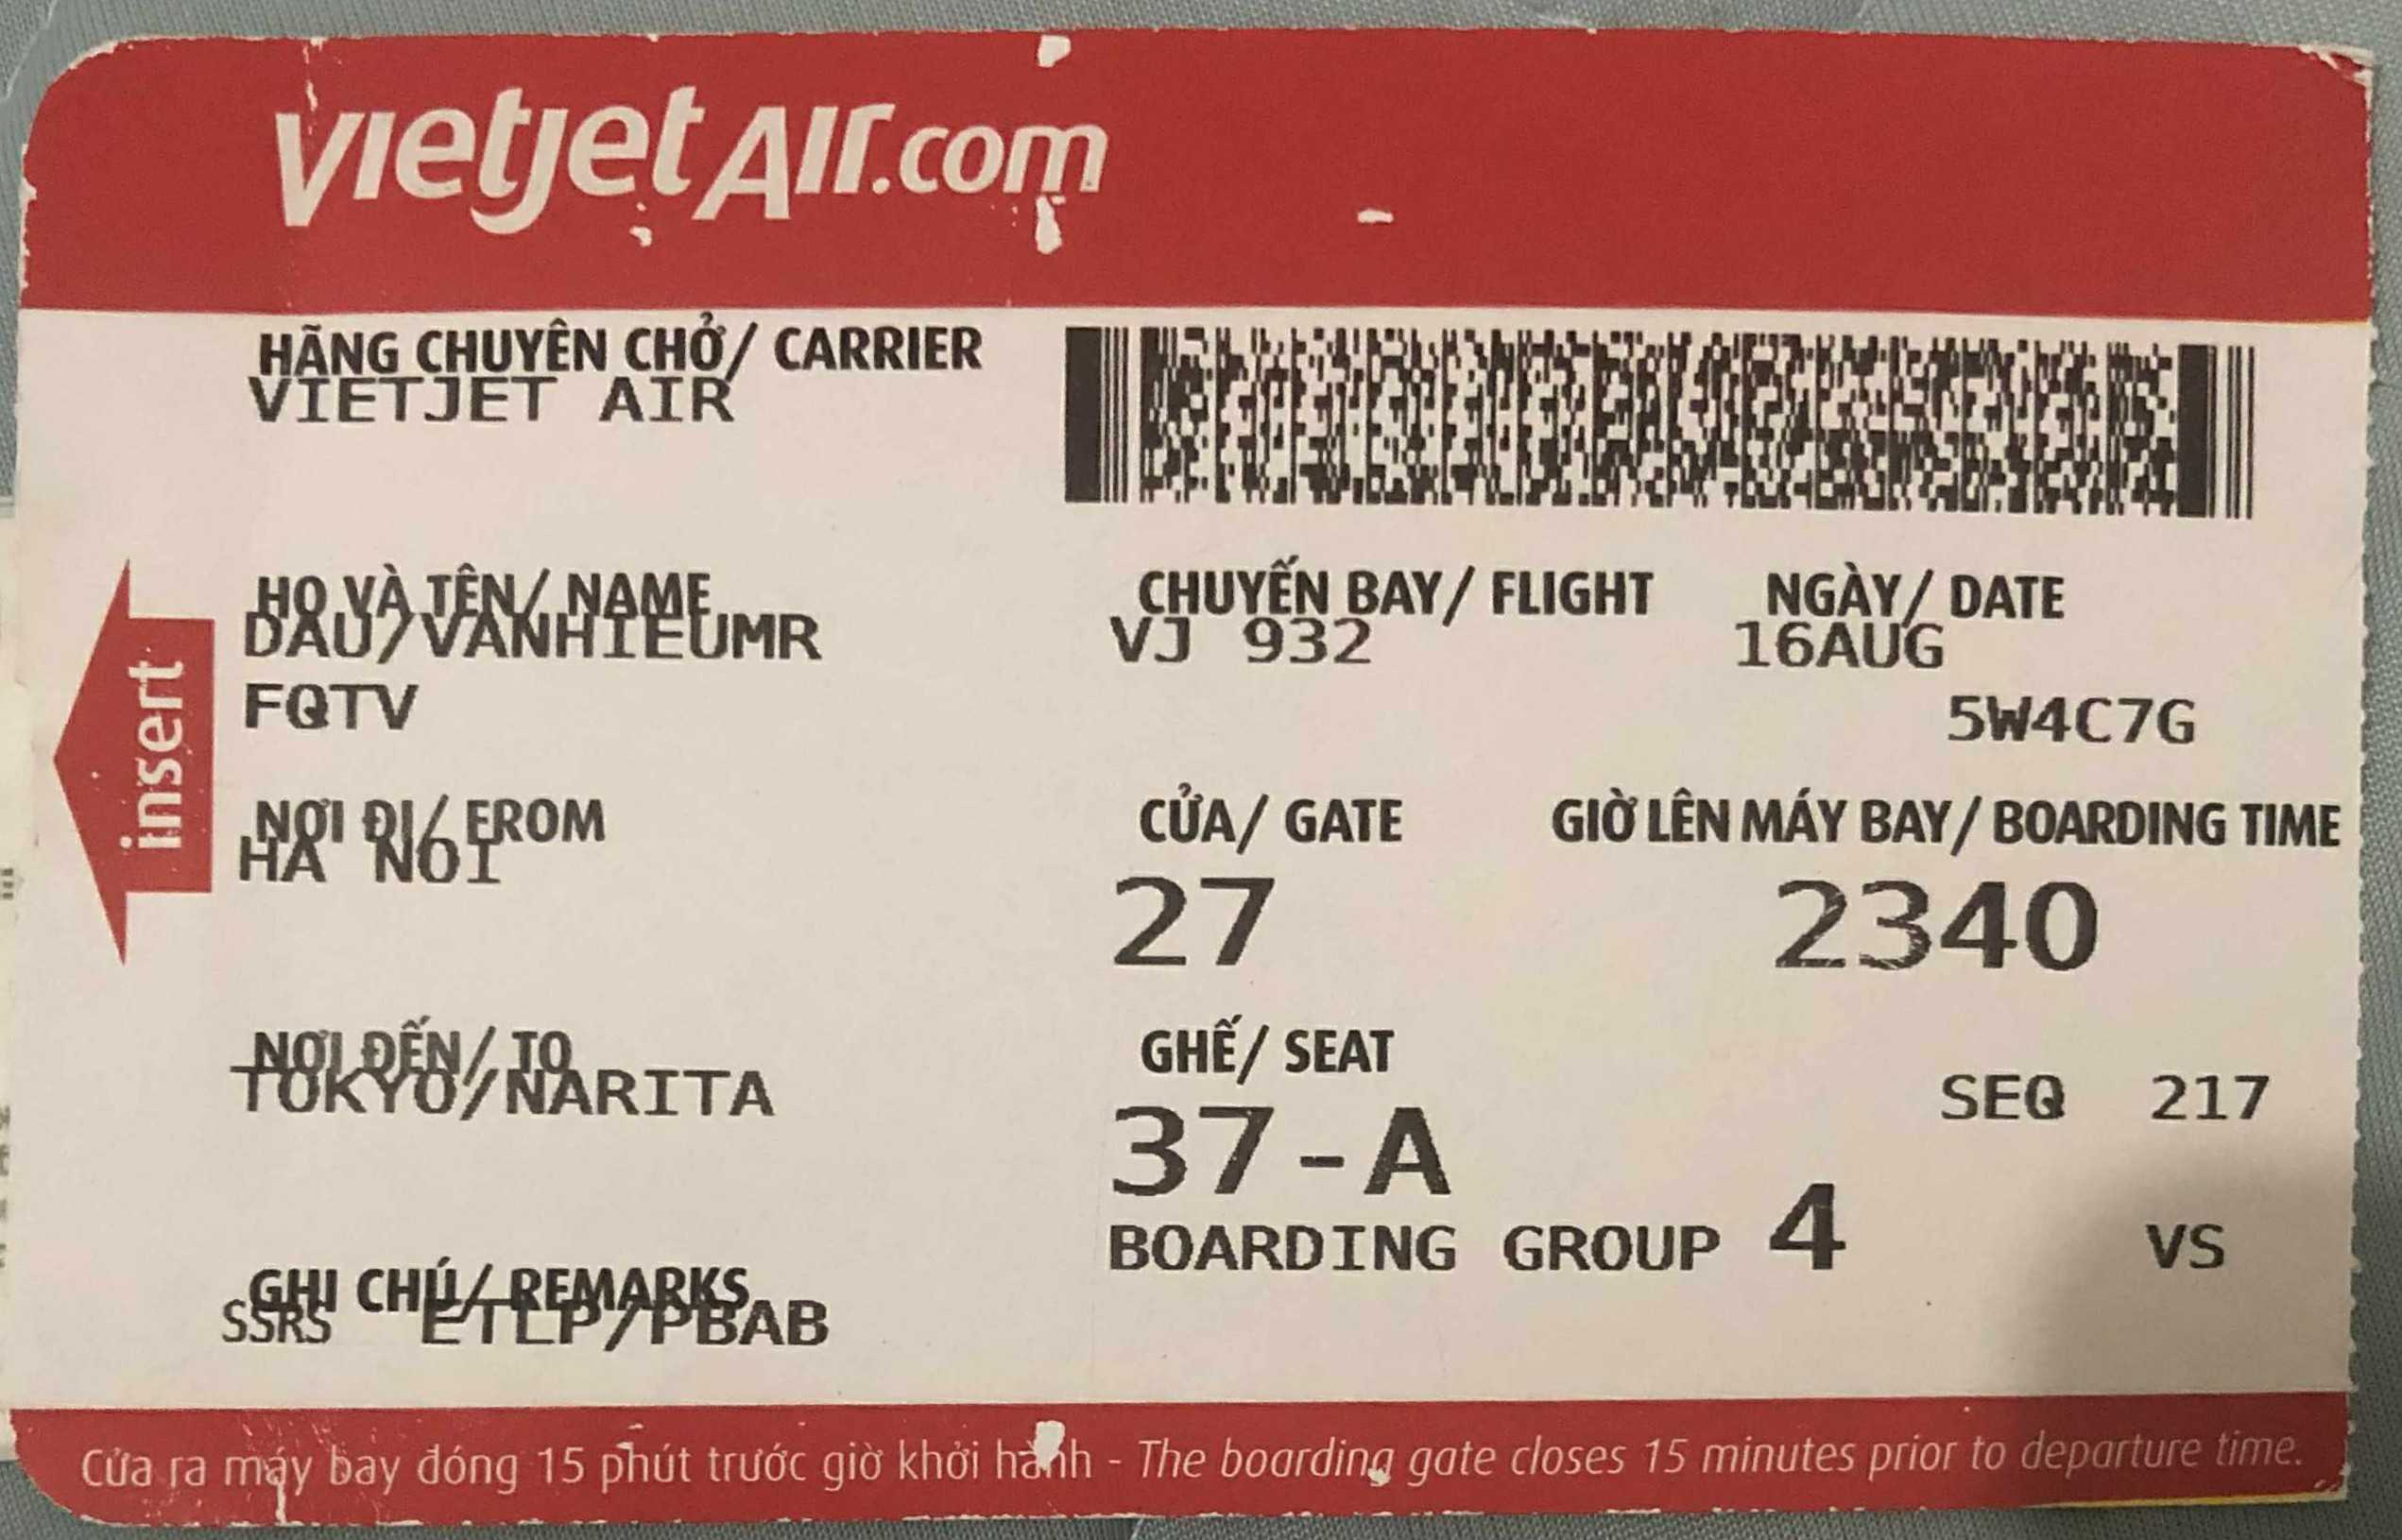 vietjetAir.com
HÃNG CHUYÊN CHỞ/ CARRIER
VIETJET AIR
HỌ VÀ TÊN/ NAME
DAU/VANHIEUMR
FQTV
CHUYẾN BAY/ FLIGHT
VJ 932
NGÀY/ DATE
16AUG
5W4C7G
insert
NƠI ĐI/ FROM
HA NOI
CỬA/ GATE
27
GIỜ LÊN MÁY BAY/ BOARDING TIME
2340
NƠI ĐẾN/ TO
TOKYO/NARITA
GHẾ/ SEAT
37-A
SEQ 217
BOARDING GROUP 4
VS
GHI CHÚ/ REMARKS
SSRS ETLP/PBAB
Cửa ra máy bay đóng 15 phút trước giờ khởi hành - The boarding gate closes 15 minutes prior to departure time.